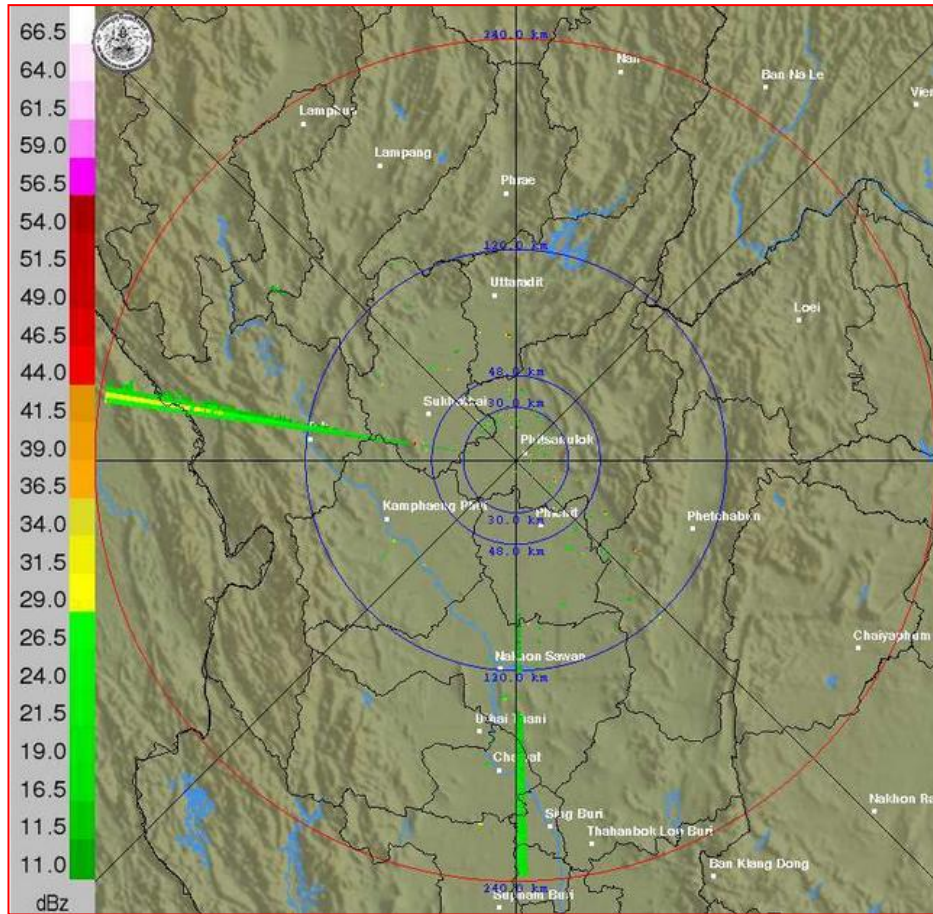 66.5
64.0
61.5
59.0
56.5
54.0
51.5
49.0
46.5
44.0
41.5
39.0
36.5
34.0
31.5
29.0
26.5
24.0
21.5
19.0
16.5
11.5
11.0
dBz
240.0 km
Nan
Ban Na Le
Lamphun
Lampang
Phrae
120.0 km
Uttaradit
Loei
48.0 km
30.0 km
Sukhothai
Phitsanulok
Kamphaeng Phet
Phichit
Phetchabun
30.0 km
48.0 km
Chaiyaphum
Nakhon Sawan
120.0 km
Uthai Thani
Chainat
Sing Buri
Thahanbok Lop Buri
Nakhon Ra
Ban Klang Dong
240.0 km
Suphan Buri